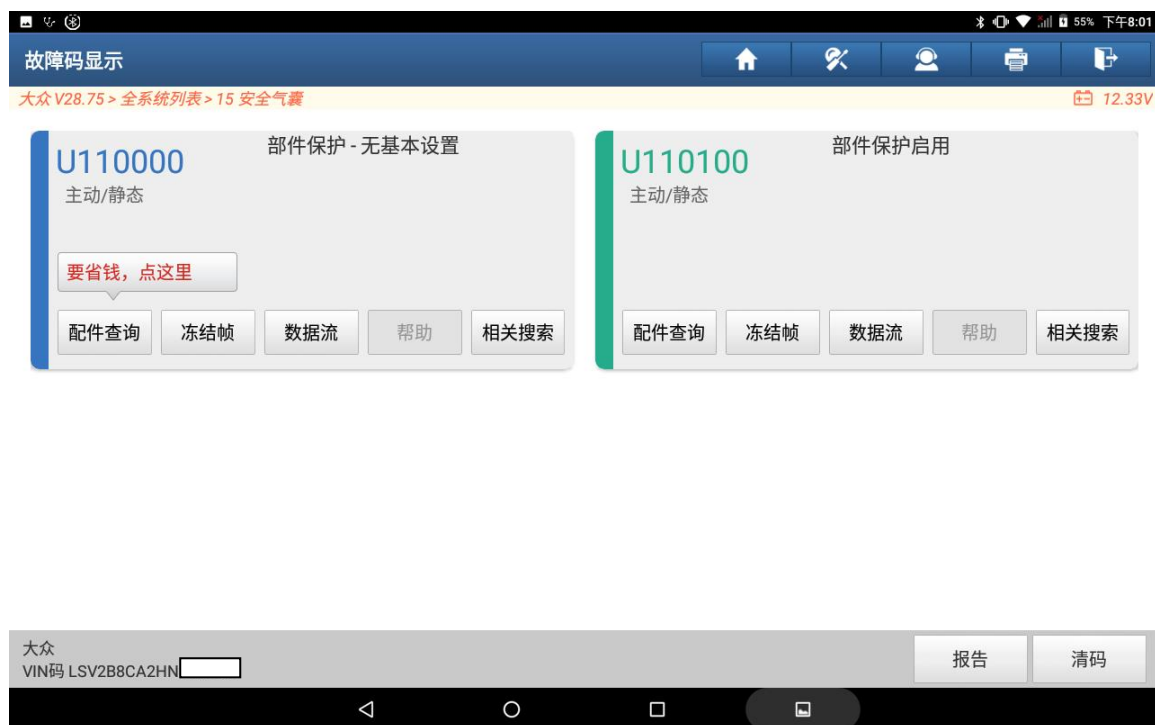 55% 下午8:01
故障码显示
大众 V28.75 > 全系统列表 > 15 安全气囊
12.33V
U110000
部件保护 - 无基本设置
主动/静态
要省钱，点这里
配件查询 冻结帧 数据流 帮助 相关搜索
U110100
部件保护启用
主动/静态
配件查询 冻结帧 数据流 帮助 相关搜索
大众
VIN码 LSV2B8CA2HN
报告 清码